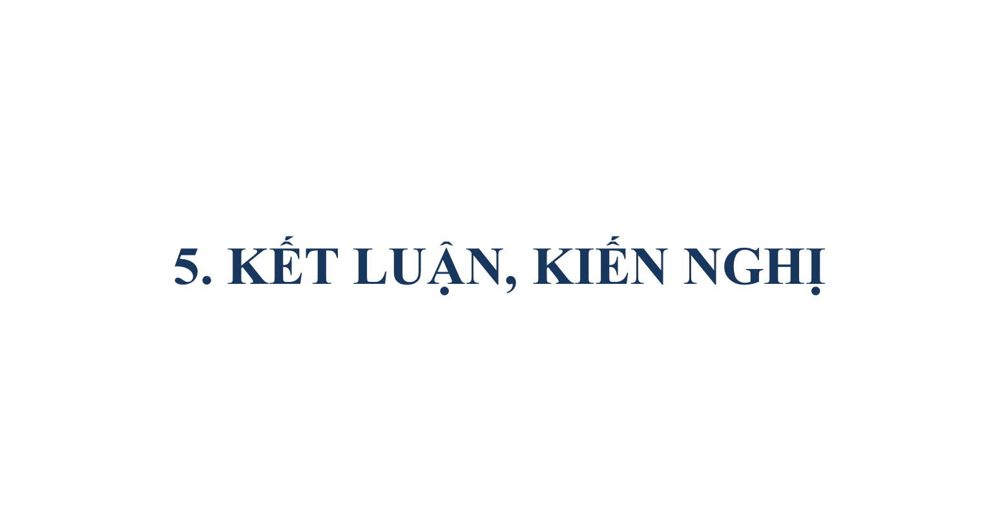 5. KẾT LUẬN, KIẾN NGHỊ